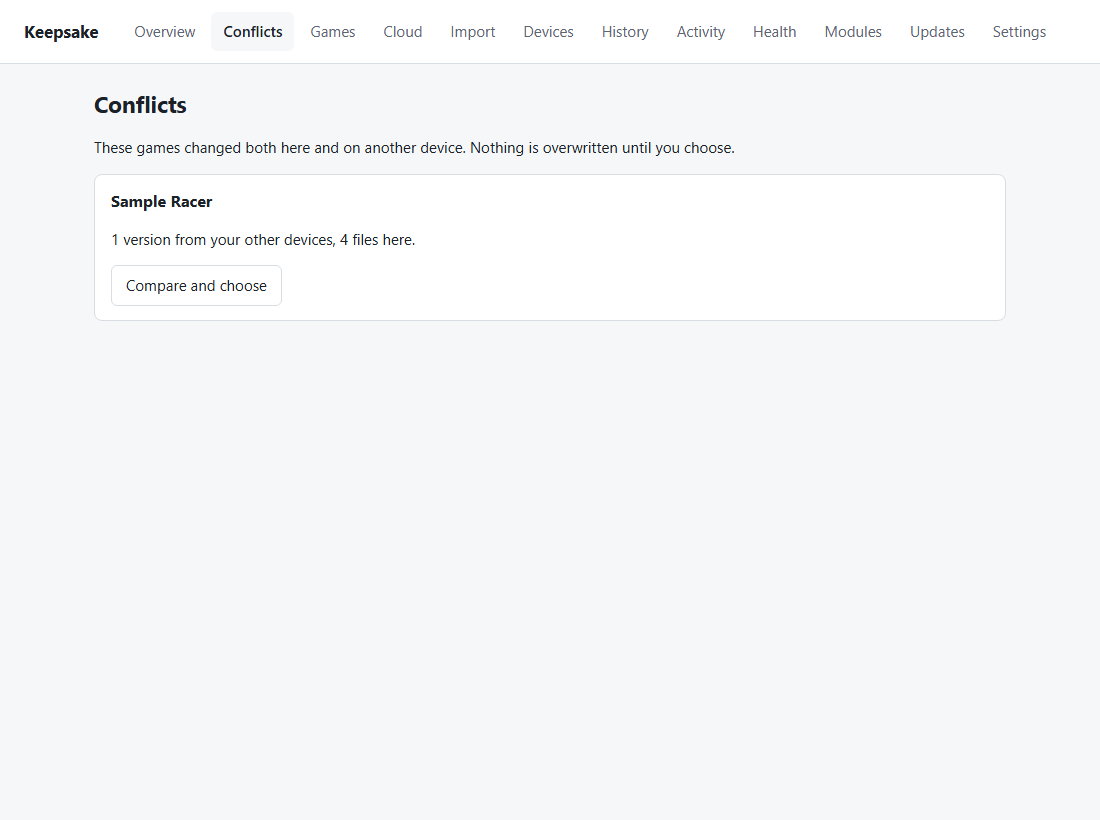 Keepsake Overview Conflicts Games Cloud Import Devices History Activity Health Modules Updates Settings
Conflicts
These games changed both here and on another device. Nothing is overwritten until you choose.
Sample Racer
1 version from your other devices, 4 files here.
Compare and choose